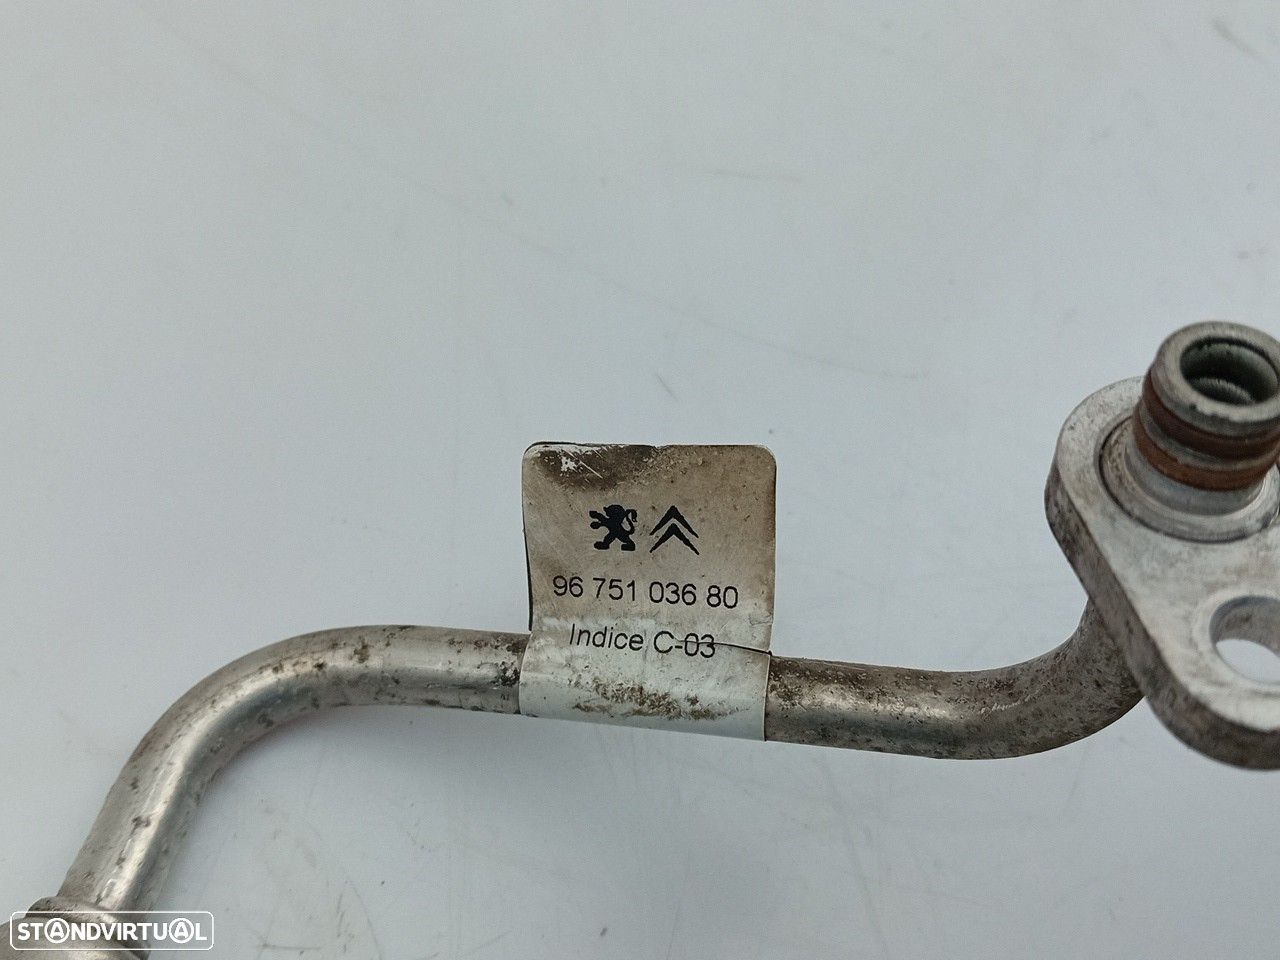 96 751 036 80
Indice C-03
STANDVIRTUAL